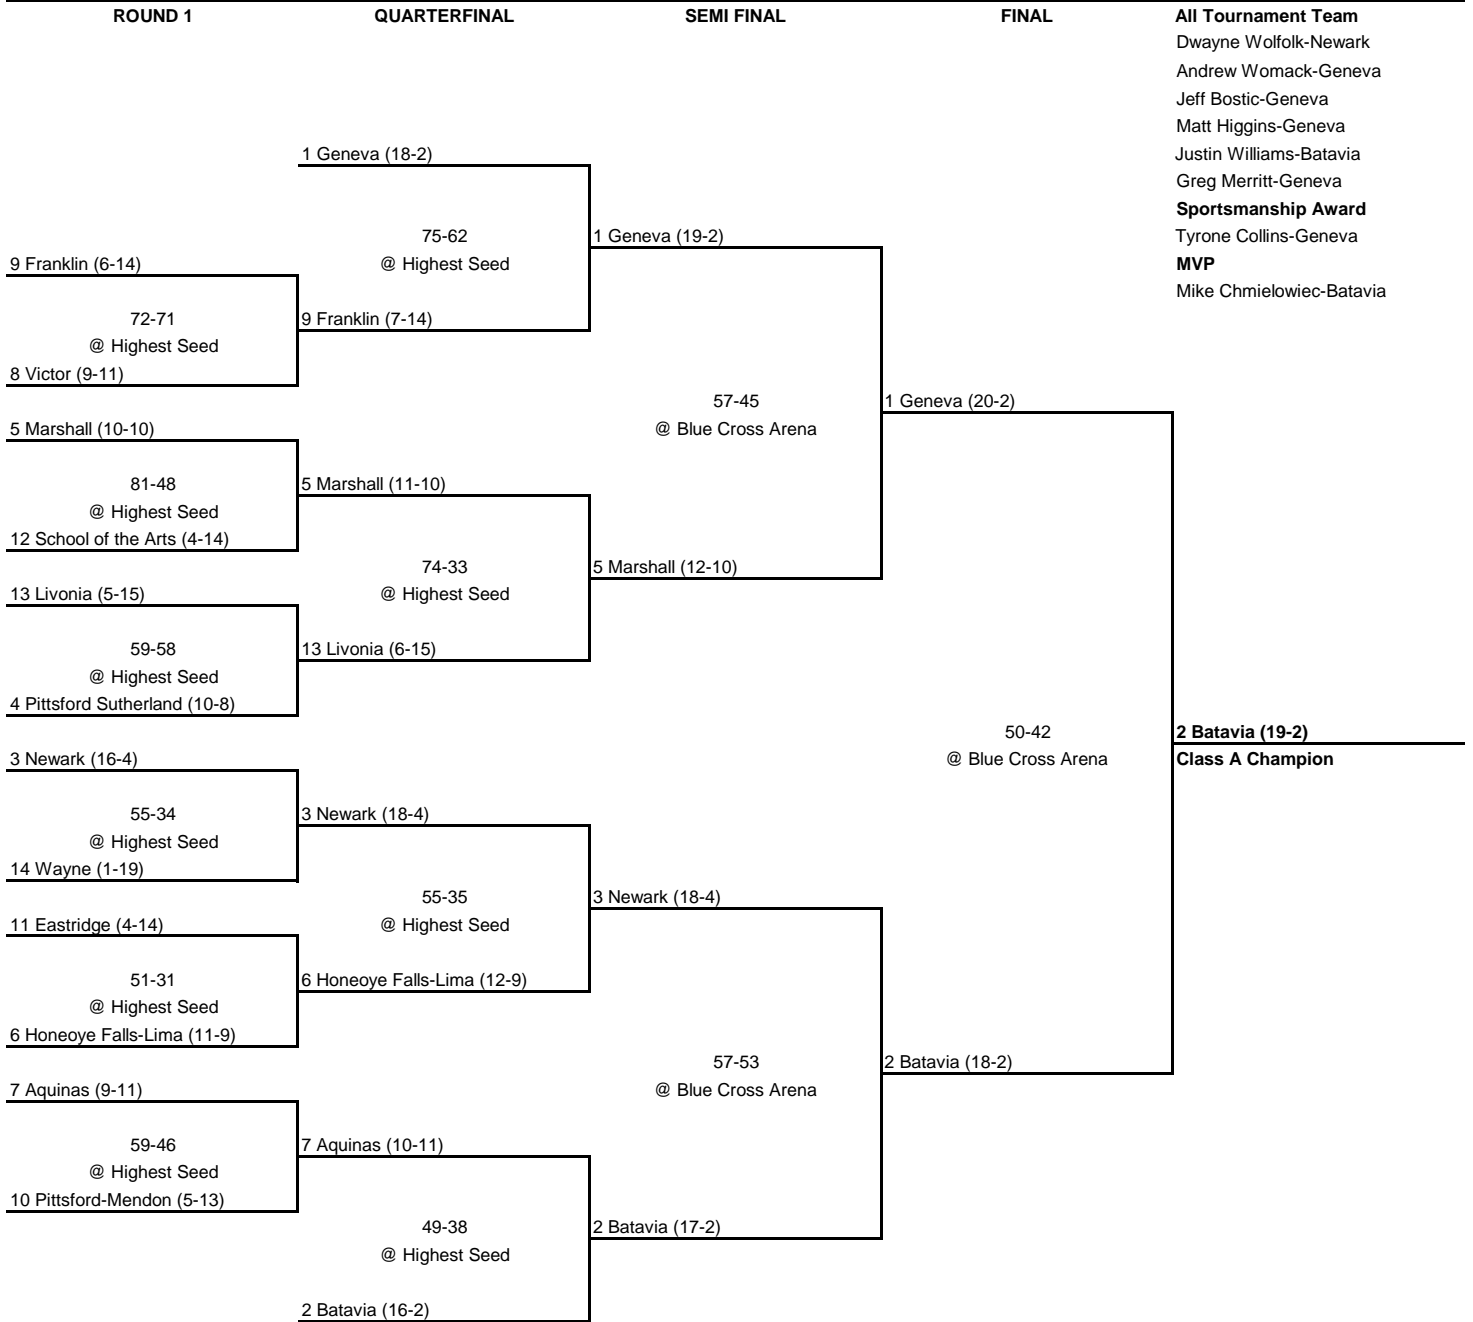 ROUND 1
QUARTERFINAL
SEMI FINAL
FINAL
All Tournament Team
Dwayne Wolfolk-Newark
Andrew Womack-Geneva
Jeff Bostic-Geneva
Matt Higgins-Geneva
Justin Williams-Batavia
Greg Merritt-Geneva
Sportsmanship Award
Tyrone Collins-Geneva
MVP
Mike Chmielowiec-Batavia
9 Franklin (6-14)
72-71
@ Highest Seed
8 Victor (9-11)
5 Marshall (10-10)
81-48
@ Highest Seed
12 School of the Arts (4-14)
13 Livonia (5-15)
59-58
@ Highest Seed
4 Pittsford Sutherland (10-8)
3 Newark (16-4)
55-34
@ Highest Seed
14 Wayne (1-19)
11 Eastridge (4-14)
51-31
@ Highest Seed
6 Honeoye Falls-Lima (11-9)
7 Aquinas (9-11)
59-46
@ Highest Seed
10 Pittsford-Mendon (5-13)
1 Geneva (18-2)
75-62
@ Highest Seed
9 Franklin (7-14)
5 Marshall (11-10)
74-33
@ Highest Seed
13 Livonia (6-15)
3 Newark (18-4)
55-35
@ Highest Seed
6 Honeoye Falls-Lima (12-9)
7 Aquinas (10-11)
49-38
@ Highest Seed
2 Batavia (16-2)
1 Geneva (19-2)
57-45
@ Blue Cross Arena
5 Marshall (12-10)
3 Newark (18-4)
57-53
@ Blue Cross Arena
2 Batavia (17-2)
1 Geneva (20-2)
50-42
@ Blue Cross Arena
2 Batavia (18-2)
2 Batavia (19-2)
Class A Champion